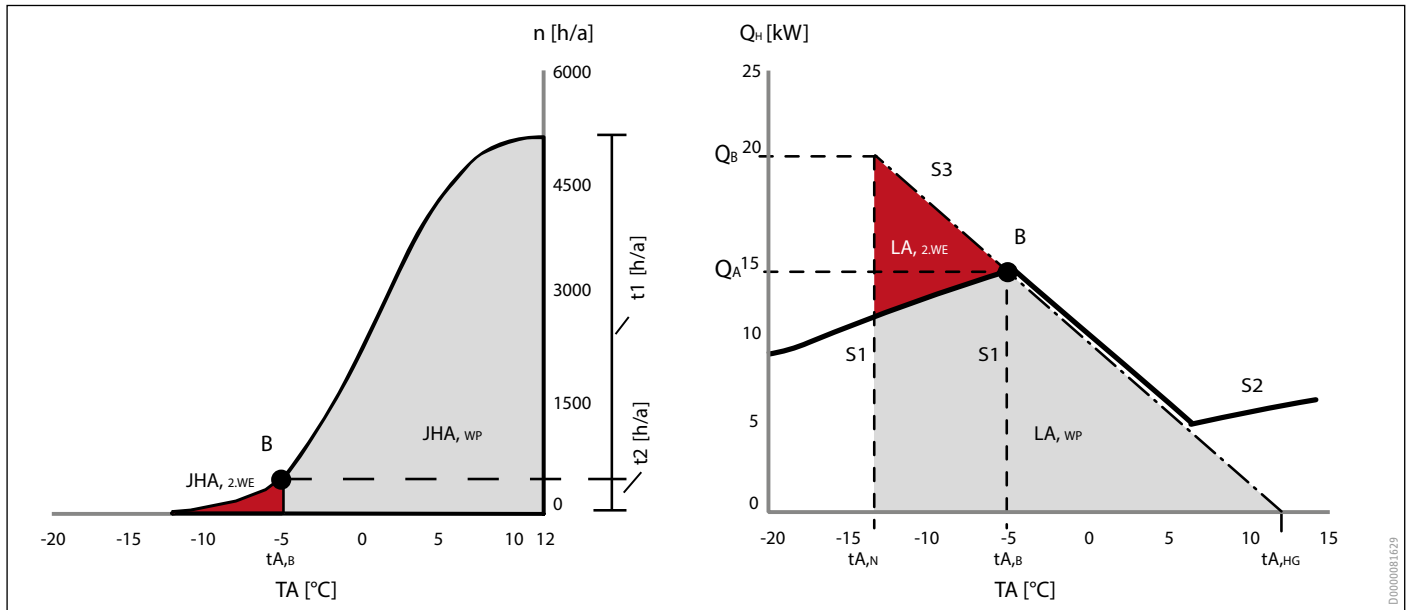 n [h/a]
6000
4500
3000
1500
0
t1 [h/a]
t2 [h/a]
B
JHA, WP
JHA, 2.WE
-20 -15 -10 -5 0 5 10 12
tA,B
TA [°C]
QH [kW]
25
QB 20
QA 15
10
5
0
S3
B
LA, 2.WE
S1
S1
S2
LA, WP
-20 -15 -10 -5 0 5 10 15
tA,N tA,B tA,HG
TA [°C]
D0000081629